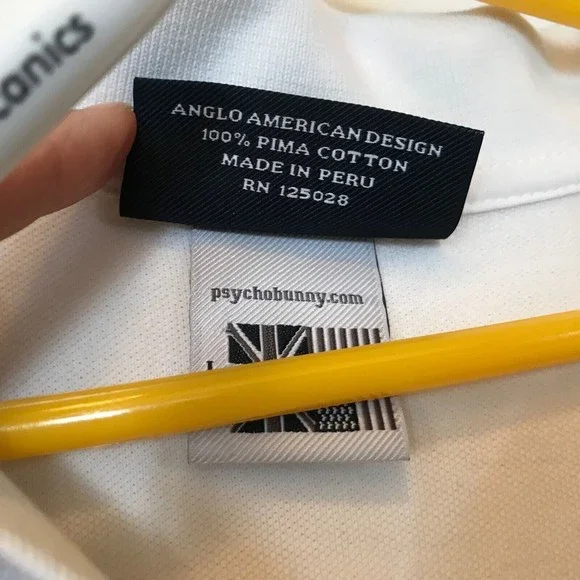 ANGLO AMERICAN DESIGN
100% PIMA COTTON
MADE IN PERU
RN 125028
psychobunny.com